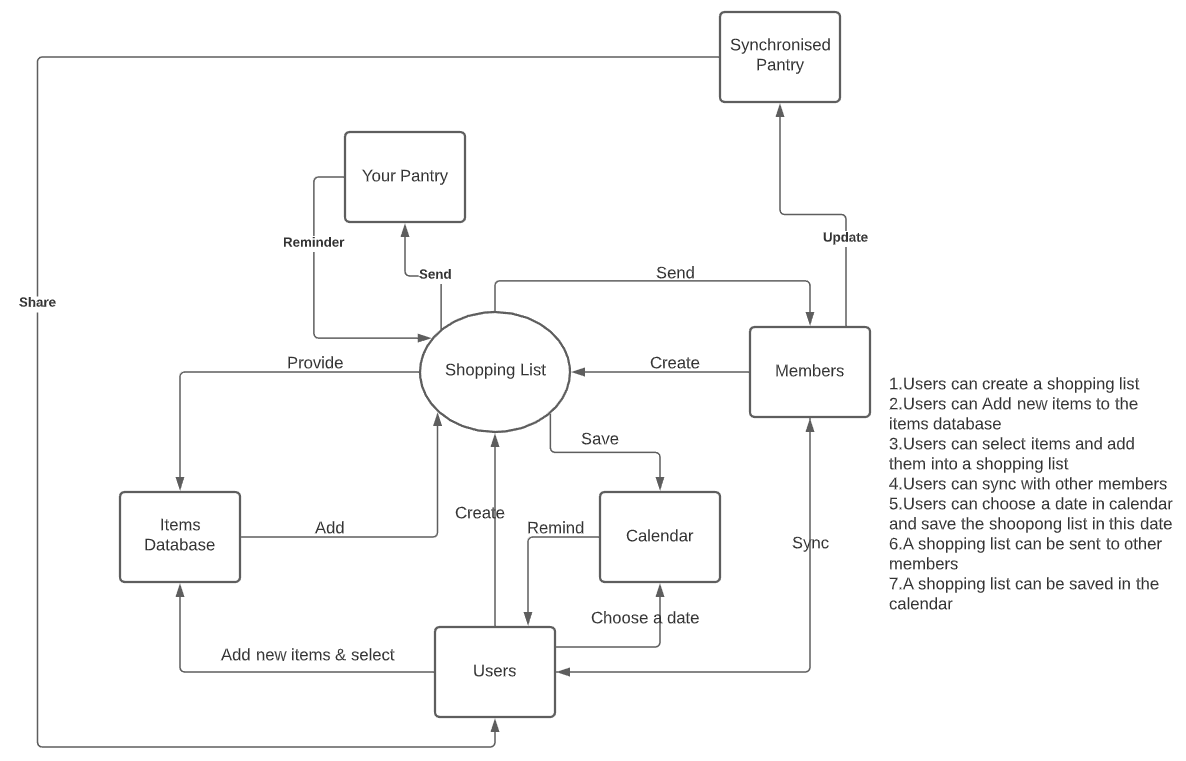 Synchronised
Pantry
Your Pantry
Reminder
Update
Send
Send
Share
Provide
Shopping List
Create
Members
1.Users can create a shopping list
2.Users can Add new items to the
items database
3.Users can select items and add
them into a shopping list
4.Users can sync with other members
5.Users can choose a date in calendar
and save the shoopong list in this date
6.A shopping list can be sent to other
members
7.A shopping list can be saved in the
calendar
Save
Create
Items
Database
Add
Remind
Calendar
Sync
Choose a date
Add new items & select
Users